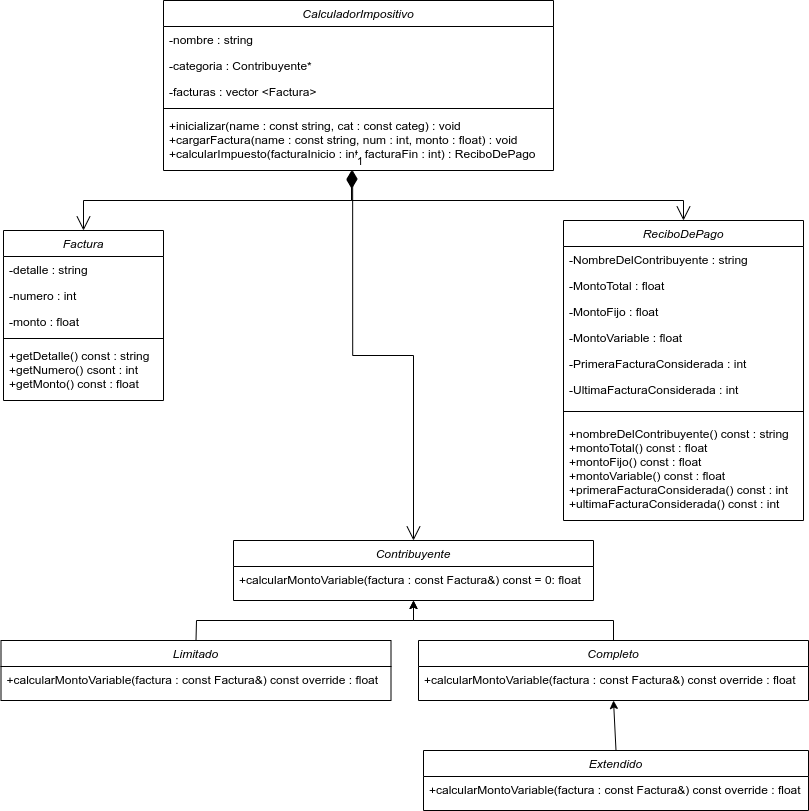 CalculadorImpositivo
-nombre : string
-categoria : Contribuyente*
-facturas : vector <Factura>
+inicializar(name : const string, cat : const categ) : void
+cargarFactura(name : const string, num : int, monto : float) : void
+calcularImpuesto(facturaInicio : int, facturaFin : int) : ReciboDePago
1
Factura
-detalle : string
-numero : int
-monto : float
+getDetalle() const : string
+getNumero() csont : int
+getMonto() const : float
ReciboDePago
-NombreDelContribuyente : string
-MontoTotal : float
-MontoFijo : float
-MontoVariable : float
-PrimeraFacturaConsiderada : int
-UltimaFacturaConsiderada : int
+nombreDelContribuyente() const : string
+montoTotal() const : float
+montoFijo() const : float
+montoVariable() const : float
+primeraFacturaConsiderada() const : int
+ultimaFacturaConsiderada() const : int
Contribuyente
+calcularMontoVariable(factura : const Factura&) const = 0: float
Limitado
+calcularMontoVariable(factura : const Factura&) const override : float
Completo
+calcularMontoVariable(factura : const Factura&) const override : float
Extendido
+calcularMontoVariable(factura : const Factura&) const override : float